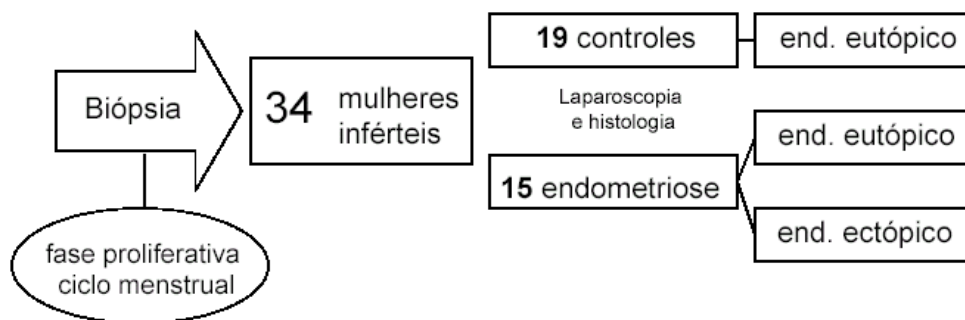 Biópsia
fase proliferativa
ciclo menstrual
34 mulheres
inférteis
19 controles
end. eutópico
Laparoscopia
e histologia
15 endometriose
end. eutópico
end. ectópico